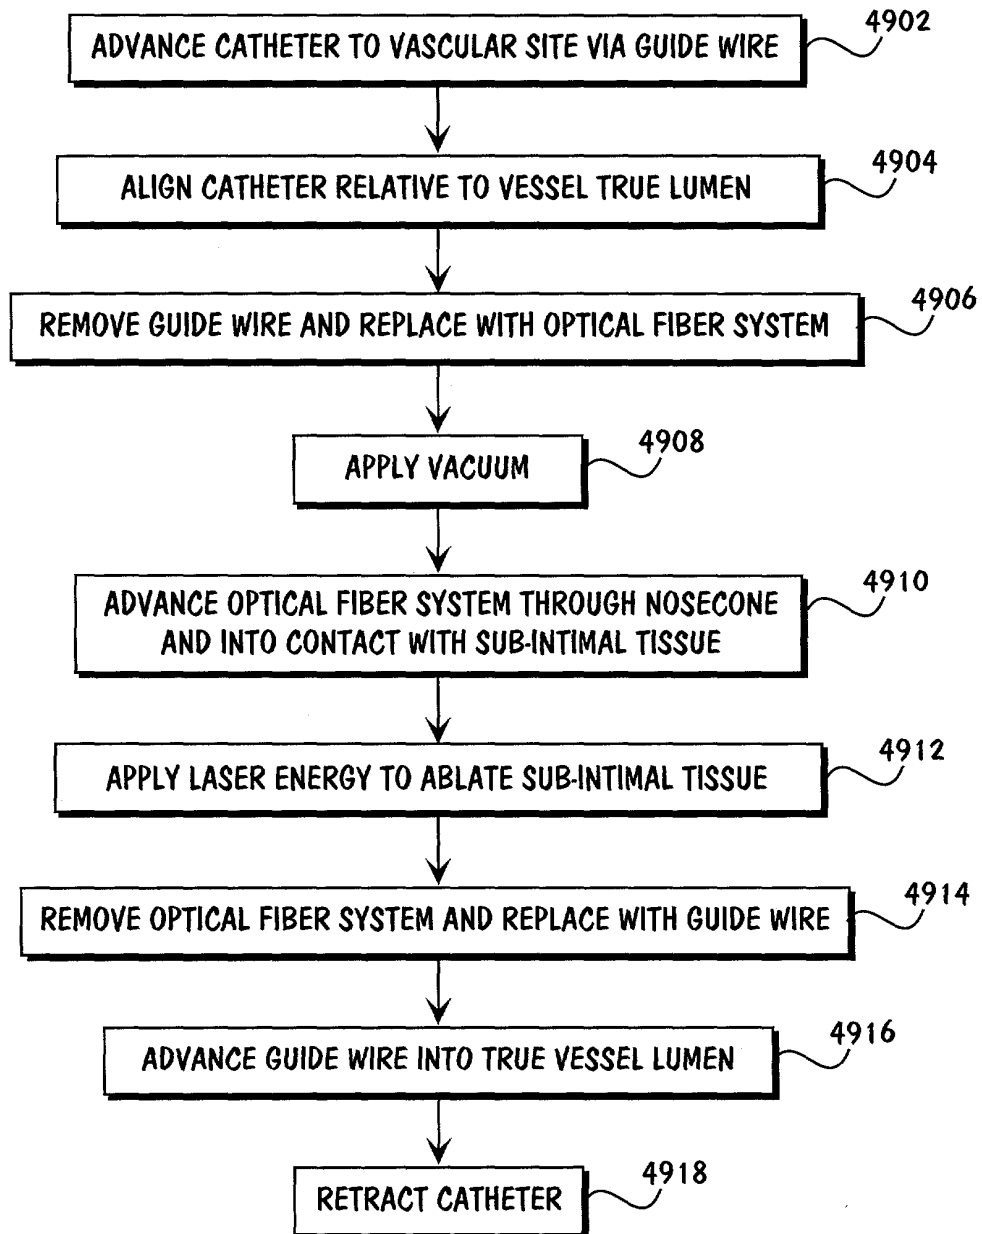 ADVANCE CATHETER TO VASCULAR SITE VIA GUIDE WIRE
4902
ALIGN CATHETER RELATIVE TO VESSEL TRUE LUMEN
4904
REMOVE GUIDE WIRE AND REPLACE WITH OPTICAL FIBER SYSTEM
4906
APPLY VACUUM
4908
ADVANCE OPTICAL FIBER SYSTEM THROUGH NOSECONE
AND INTO CONTACT WITH SUB-INTIMAL TISSUE
4910
APPLY LASER ENERGY TO ABLATE SUB-INTIMAL TISSUE
4912
REMOVE OPTICAL FIBER SYSTEM AND REPLACE WITH GUIDE WIRE
4914
ADVANCE GUIDE WIRE INTO TRUE VESSEL LUMEN
4916
RETRACT CATHETER
4918